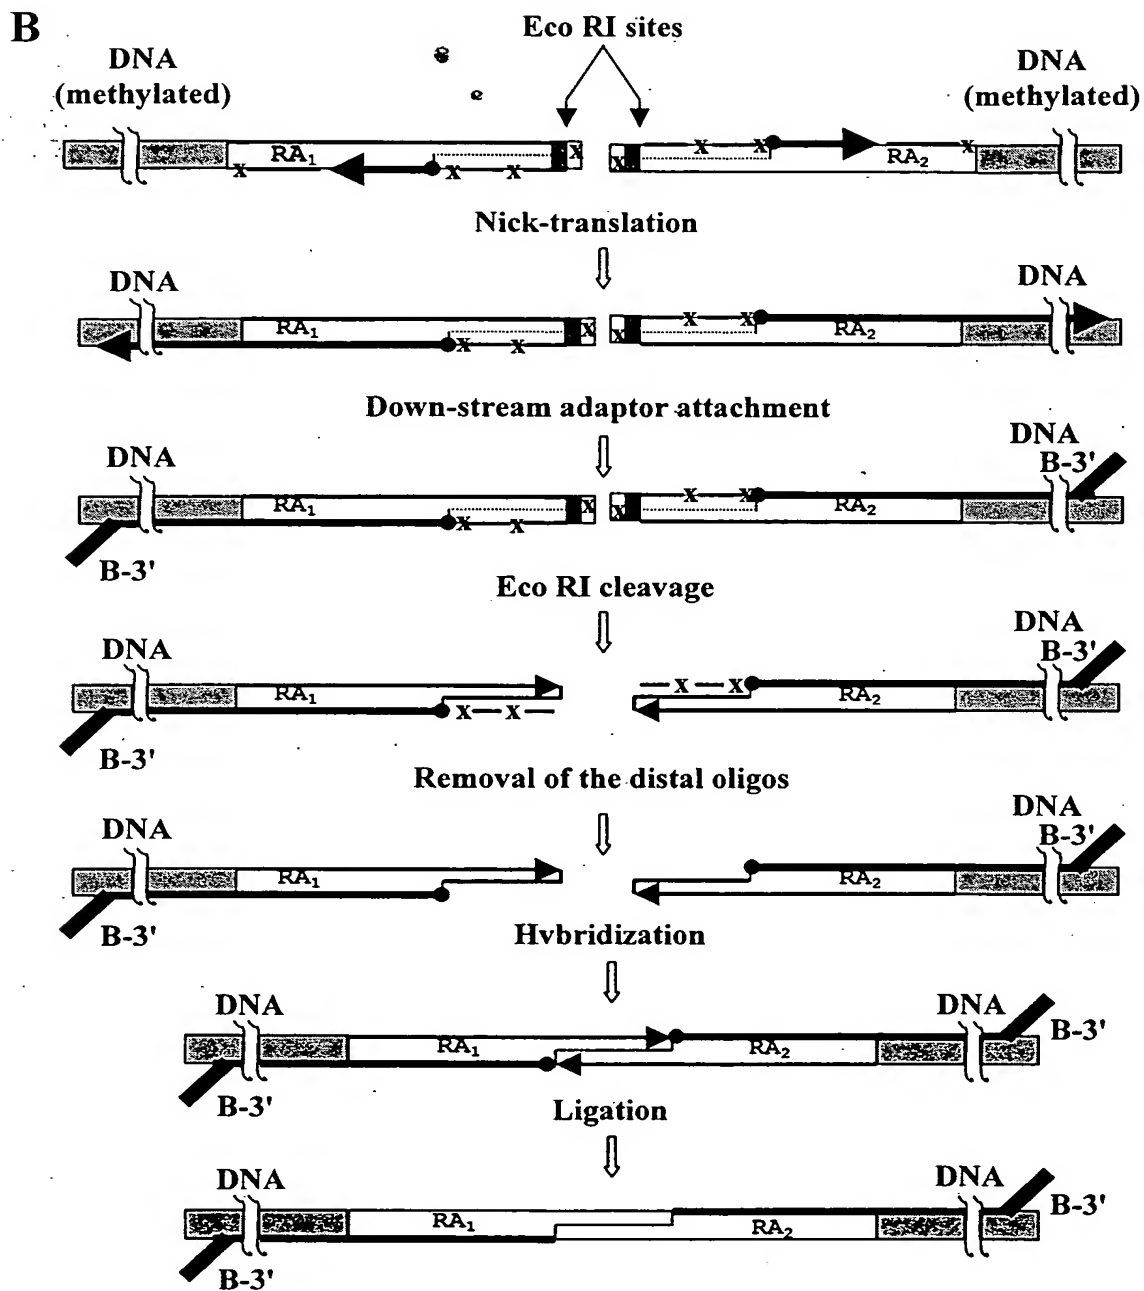 B
Eco RI sites
DNA
(methylated)
DNA
(methylated)
RA1
x
x
x
x
x
x
x
x
RA2
Nick-translation
DNA
DNA
RA1
x
x
x
x
x
x
RA2
Down-stream adaptor attachment
DNA
DNA
B-3'
RA1
x
x
x
x
x
x
RA2
B-3'
Eco RI cleavage
DNA
DNA
B-3'
RA1
x
x
x
x
RA2
B-3'
Removal of the distal oligos
DNA
DNA
B-3'
RA1
RA2
B-3'
Hvbridization
DNA
DNA
RA1
RA2
B-3'
B-3'
Ligation
DNA
DNA
RA1
RA2
B-3'
B-3'